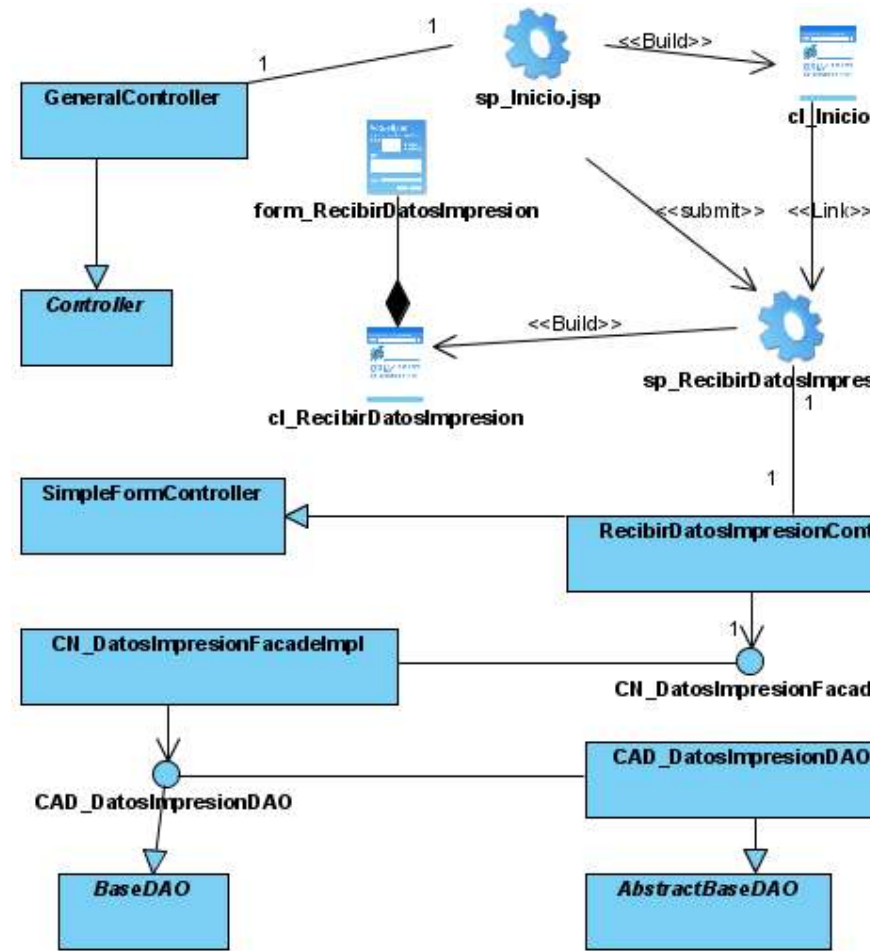 1
1
<<Build>>
GeneralController
sp_Inicio.jsp
cl_Inicio
form_RecibirDatosImpresion
<<submit>>
<<Link>>
Controller
<<Build>>
sp_RecibirDatosImpres
cl_RecibirDatosImpresion
1
1
SimpleFormController
RecibirDatosImpresionCont
CN_DatosImpresionFacadeImpl
1
CN_DatosImpresionFacad
CAD_DatosImpresionDAO
CAD_DatosImpresionDAO
BaseDAO
AbstractBaseDAO